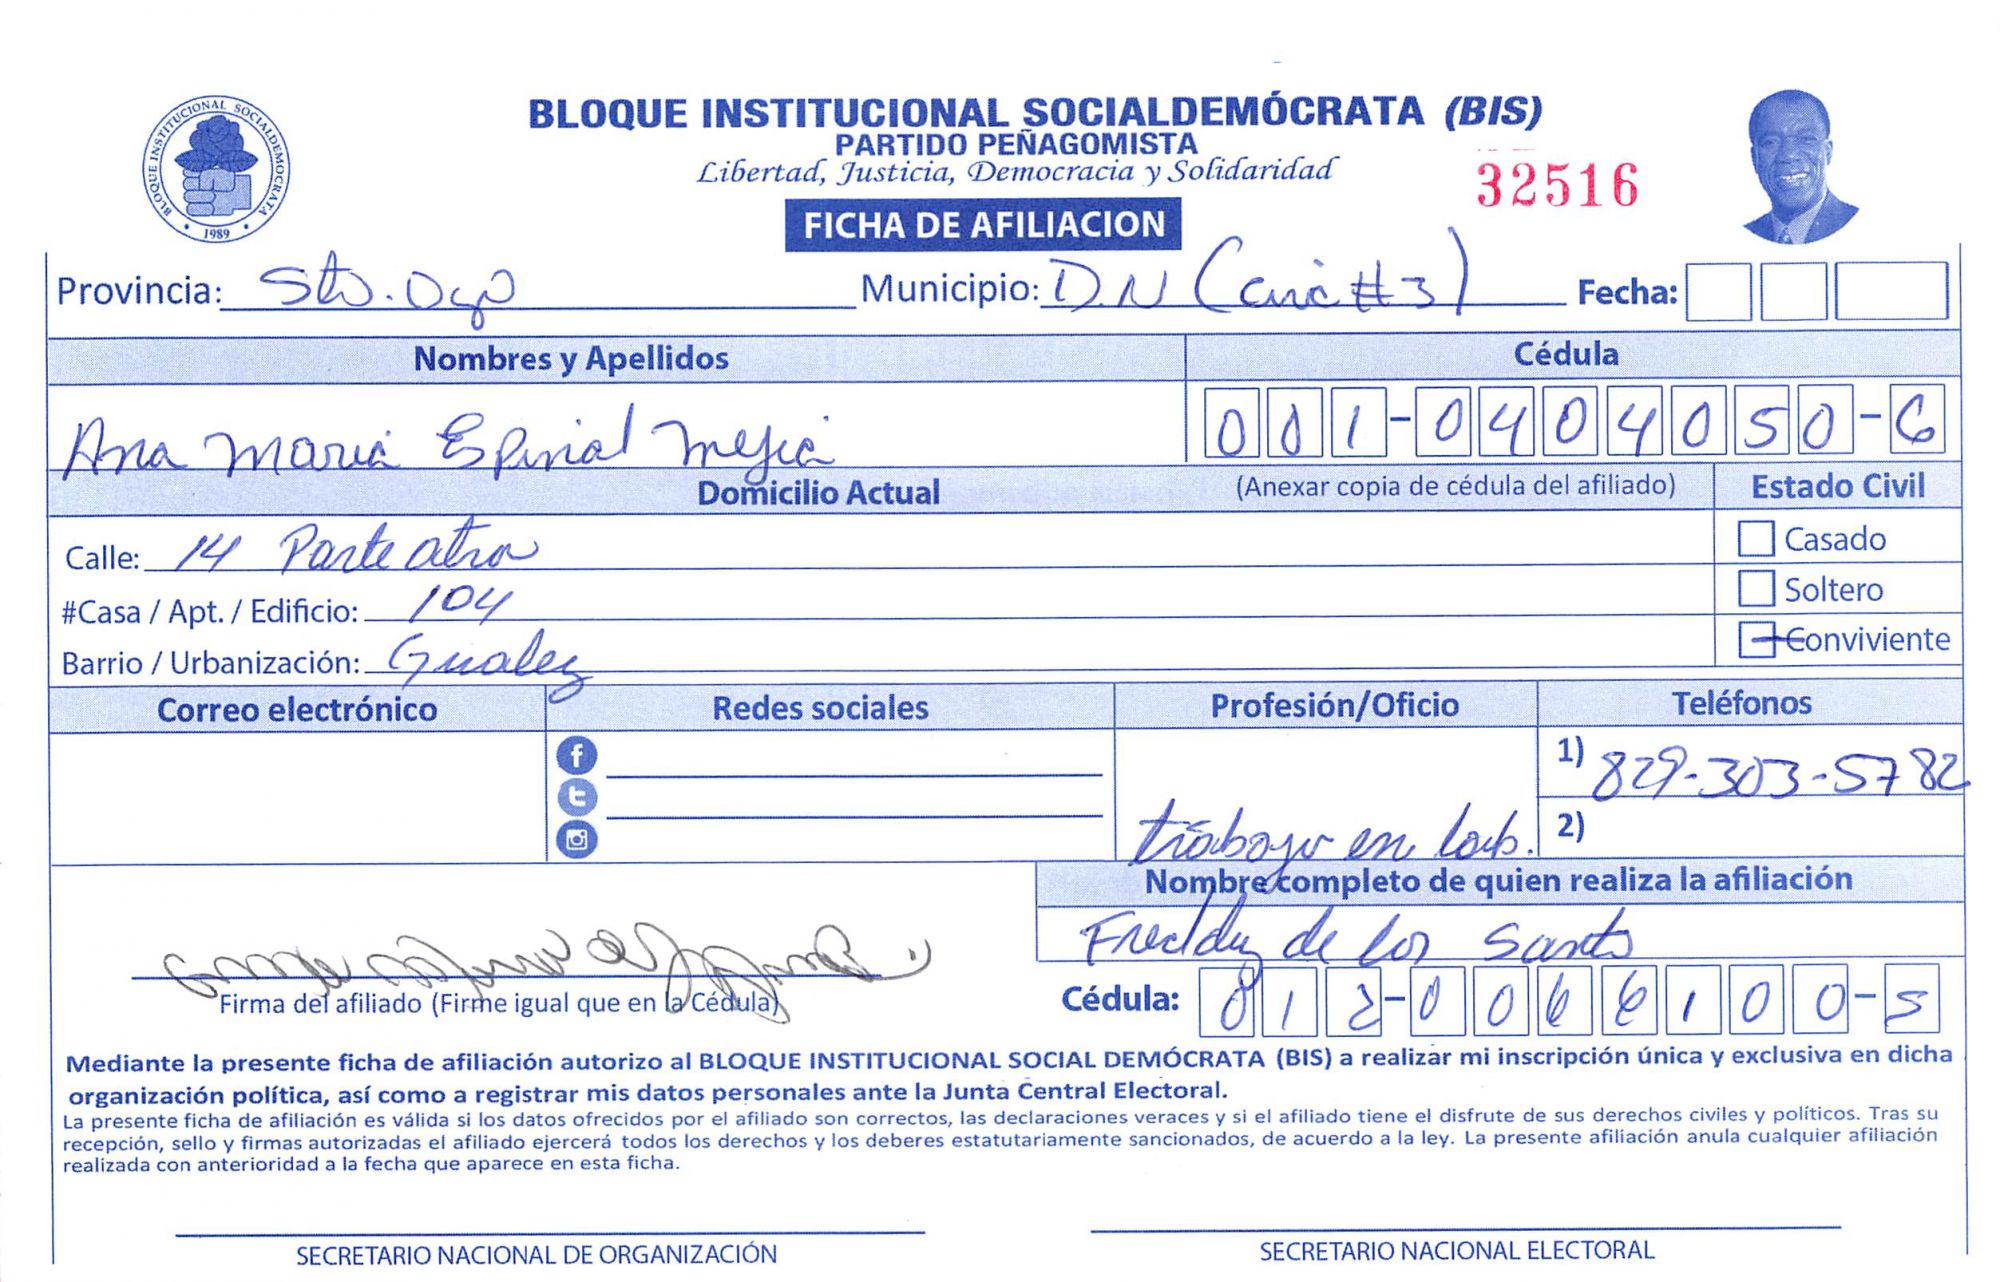 BLOQUE INSTITUCIONAL SOCIALDEMOCRATA
1989
BLOQUE INSTITUCIONAL SOCIALDEMÓCRATA (BIS)
PARTIDO PEÑAGOMISTA
Libertad, Justicia, Democracia y Solidaridad
32516
FICHA DE AFILIACION
Provincia: Sto. Dgo Municipio: D.N (circ #3) Fecha:
Nombres y Apellidos Cédula
Ana Maria Espinal Mejia 001-0404050-6
Domicilio Actual (Anexar copia de cédula del afiliado) Estado Civil
Calle: 14 Parte atra Casado
#Casa / Apt. / Edificio: 104 Soltero
Barrio / Urbanización: Gualey Conviviente
Correo electrónico Redes sociales Profesión/Oficio Teléfonos
1) 829-303-5782
trabajo en lab. 2)
Nombre completo de quien realiza la afiliación
Freddy de los Santo
Firma del afiliado (Firme igual que en la Cédula) Cédula: 012-0066100-5
Mediante la presente ficha de afiliación autorizo al BLOQUE INSTITUCIONAL SOCIAL DEMÓCRATA (BIS) a realizar mi inscripción única y exclusiva en dicha
organización política, así como a registrar mis datos personales ante la Junta Central Electoral.
La presente ficha de afiliación es válida si los datos ofrecidos por el afiliado son correctos, las declaraciones veraces y si el afiliado tiene el disfrute de sus derechos civiles y políticos. Tras su
recepción, sello y firmas autorizadas el afiliado ejercerá todos los derechos y los deberes estatutariamente sancionados, de acuerdo a la ley. La presente afiliación anula cualquier afiliación
realizada con anterioridad a la fecha que aparece en esta ficha.
SECRETARIO NACIONAL DE ORGANIZACIÓN SECRETARIO NACIONAL ELECTORAL